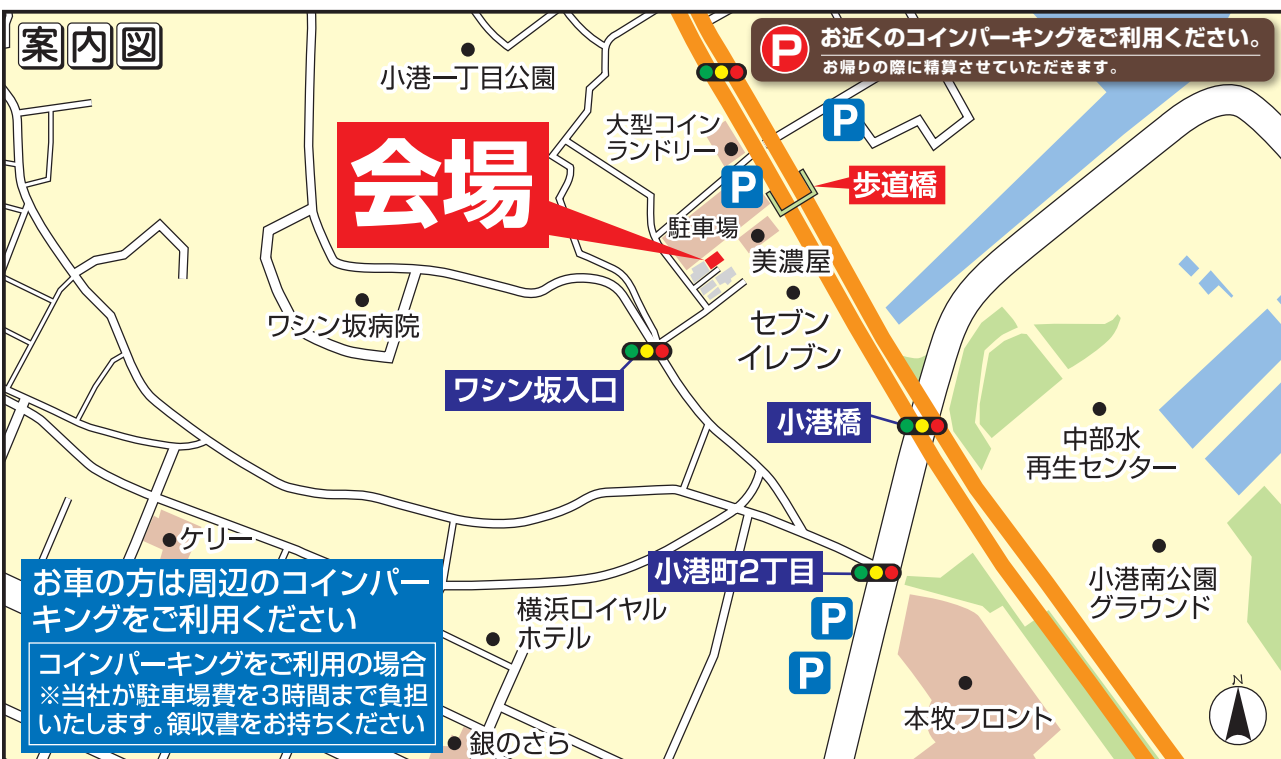 案内図
P
お近くのコインパーキングをご利用ください。
お帰りの際に精算させていただきます。
小港一丁目公園
大型コイン
ランドリー
P
P
会場
歩道橋
駐車場
美濃屋
ワシン坂病院
セブン
イレブン
ワシン坂入口
小港橋
中部水
再生センター
ケリー
小港町2丁目
小港南公園
グラウンド
お車の方は周辺のコインパー
キングをご利用ください
コインパーキングをご利用の場合
※当社が駐車場費を3時間まで負担
いたします。領収書をお持ちください
横浜ロイヤル
ホテル
P
P
本牧フロント
銀のさら
N